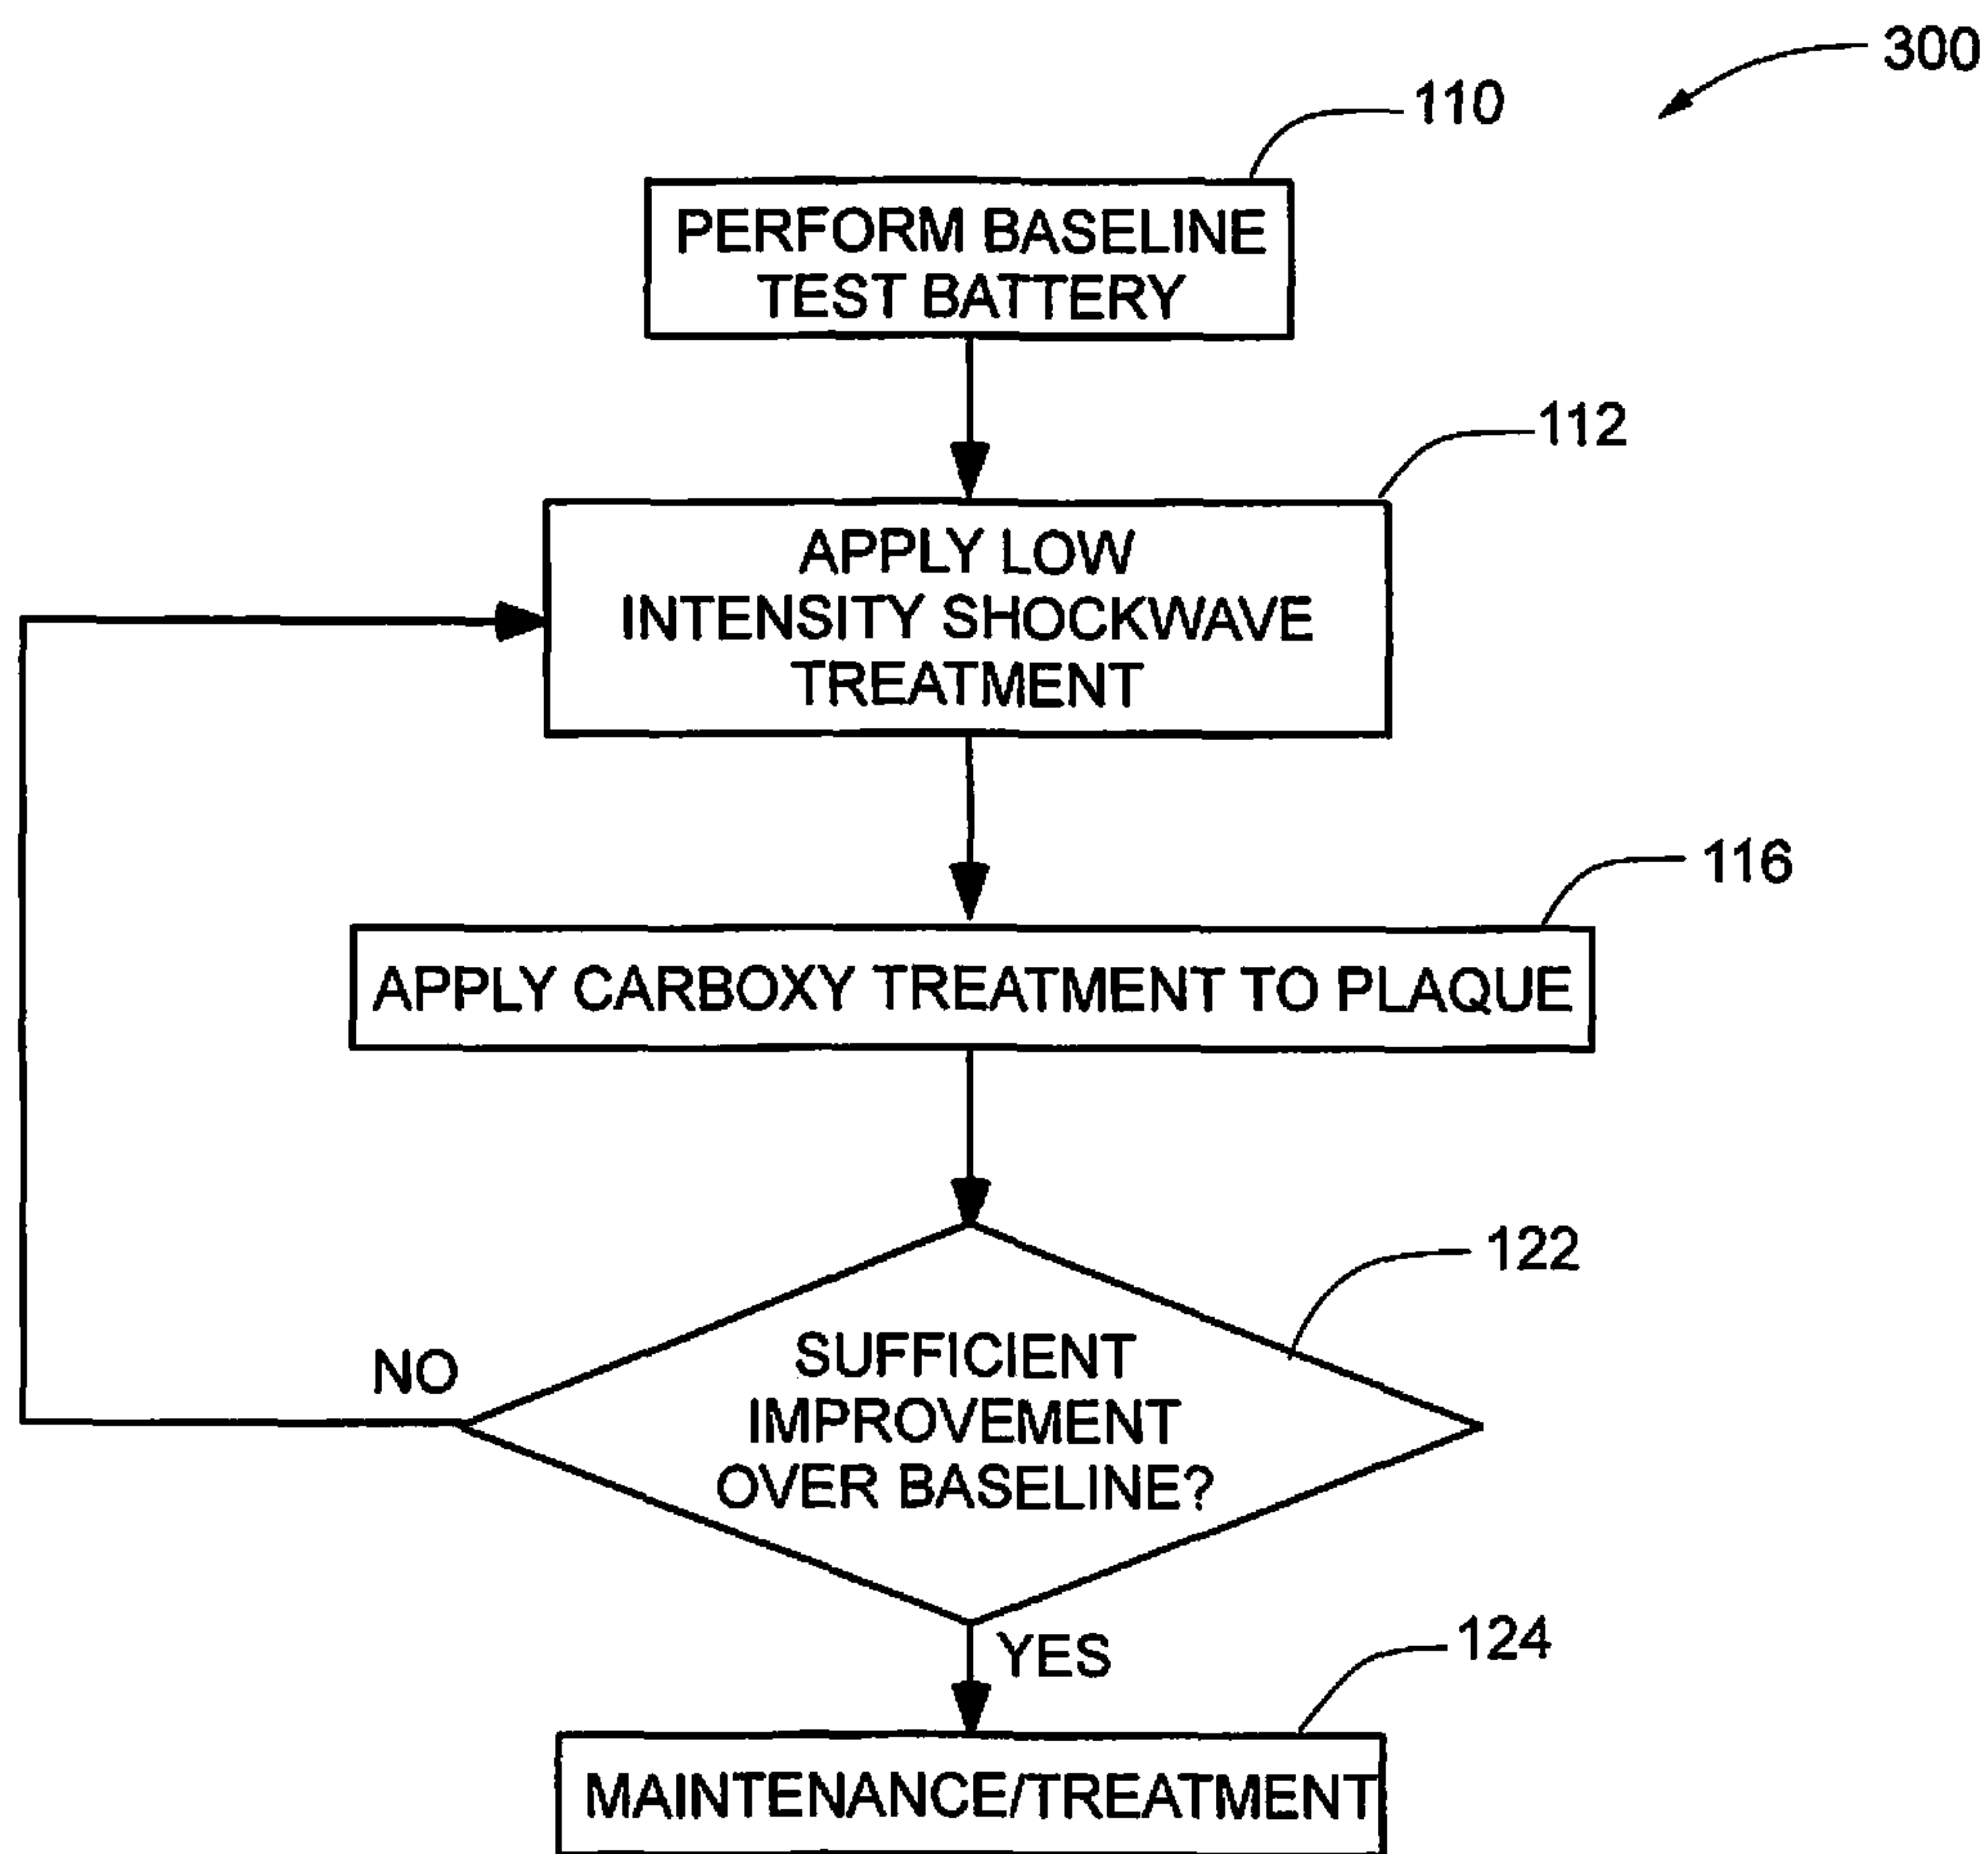 300
110
PERFORM BASELINE
TEST BATTERY
112
APPLY LOW
INTENSITY SHOCKWAVE
TREATMENT
116
APPLY CARBOXY TREATMENT TO PLAQUE
122
SUFFICIENT
IMPROVEMENT
OVER BASELINE?
NO
YES
124
MAINTENANCE/TREATMENT